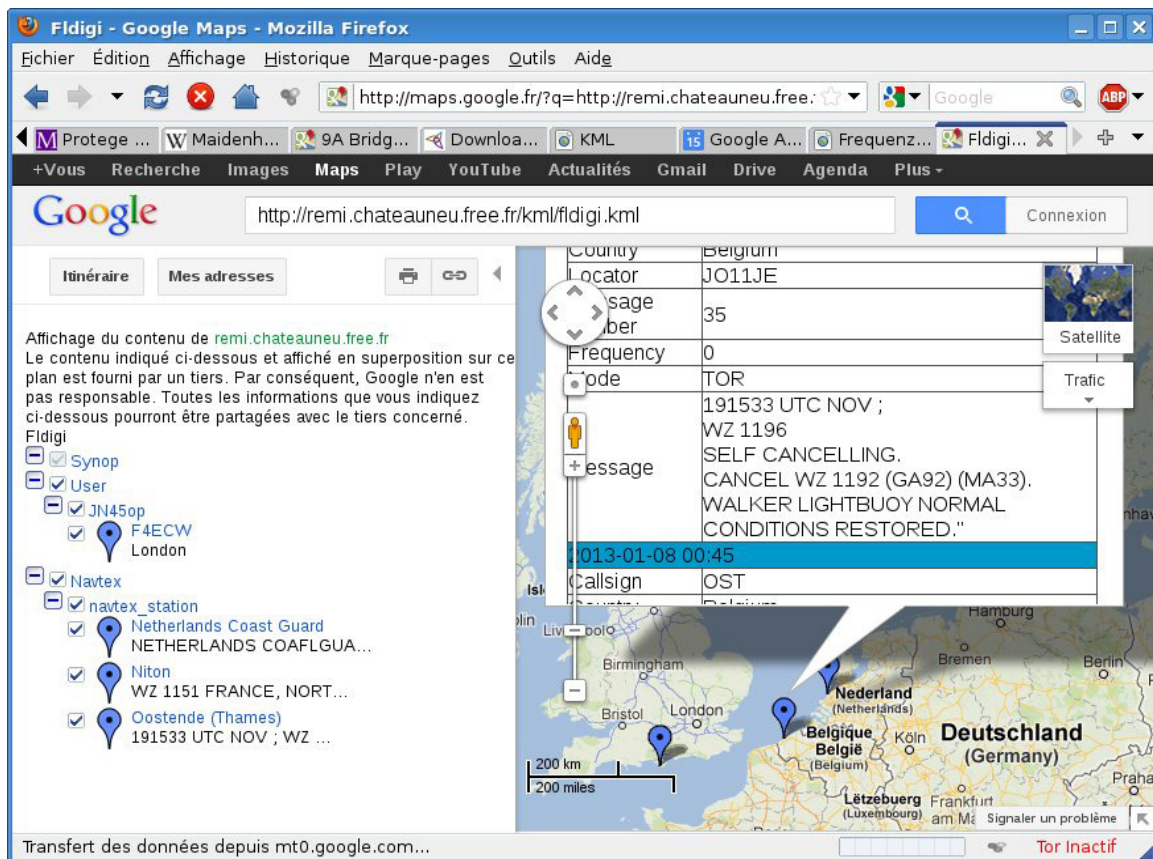 Fldigi - Google Maps - Mozilla Firefox
Fichier Édition Affichage Historique Marque-pages Outils Aide
http://maps.google.fr/?q=http://remi.chateauneu.free. Google ABP
Protege ... Maidenh... 9A Bridg... Downloa... KML 15 Google A... Frequenz... Fldigi...
+Vous Recherche Images Maps Play YouTube Actualités Gmail Drive Agenda Plus
Google http://remi.chateauneu.free.fr/kml/fldigi.kml Connexion
Itinéraire Mes adresses
Affichage du contenu de remi.chateauneu.free.fr
Le contenu indiqué ci-dessous et affiché en superposition sur ce
plan est fourni par un tiers. Par conséquent, Google n'en est
pas responsable. Toutes les informations que vous indiquez
ci-dessous pourront être partagées avec le tiers concerné.
Fldigi
Synop
User
JN45op
F4ECW
London
Navtex
navtex_station
Netherlands Coast Guard
NETHERLANDS COAFLGUA...
Niton
WZ 1151 FRANCE, NORT...
Oostende (Thames)
191533 UTC NOV ; WZ ...
Country Belgium
Locator JO11JE
35
Frequency 0
TOR
191533 UTC NOV ;
WZ 1196
SELF CANCELLING.
CANCEL WZ 1192 (GA92) (MA33).
WALKER LIGHTBUOY NORMAL
CONDITIONS RESTORED."
2013-01-08 00:45
Callsign OST
Country Belgium
Satellite
Trafic
Hamburg
Birmingham
Bremen
Berlin
Nederland
(Netherlands)
Bristol
London
Belgique
België
(Belgium)
Köln
Deutschland
(Germany)
200 km
200 miles
Praha
Lëtzebuerg
(Luxembourg)
Frankfurt
am
Signaler un problème
Transfert des données depuis mt0.google.com... Tor Inactif